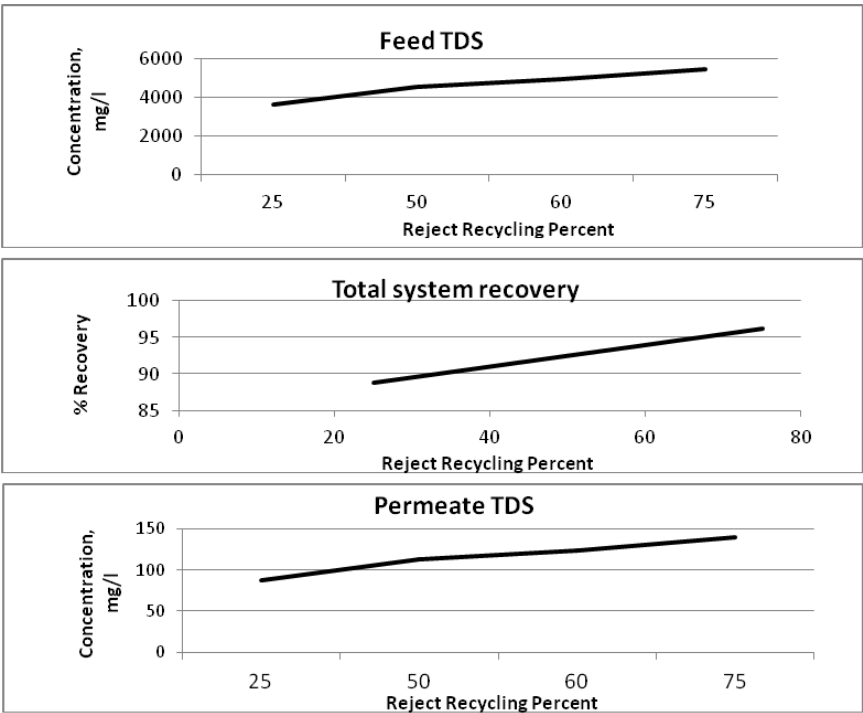 Feed TDS
Concentration,
mg/l
6000
4000
2000
0
25 50 60 75
Reject Recycling Percent
Total system recovery
% Recovery
100
95
90
85
0 20 40 60 80
Reject Recycling Percent
Permeate TDS
Concentration,
mg/l
150
100
50
0
25 50 60 75
Reject Recycling Percent